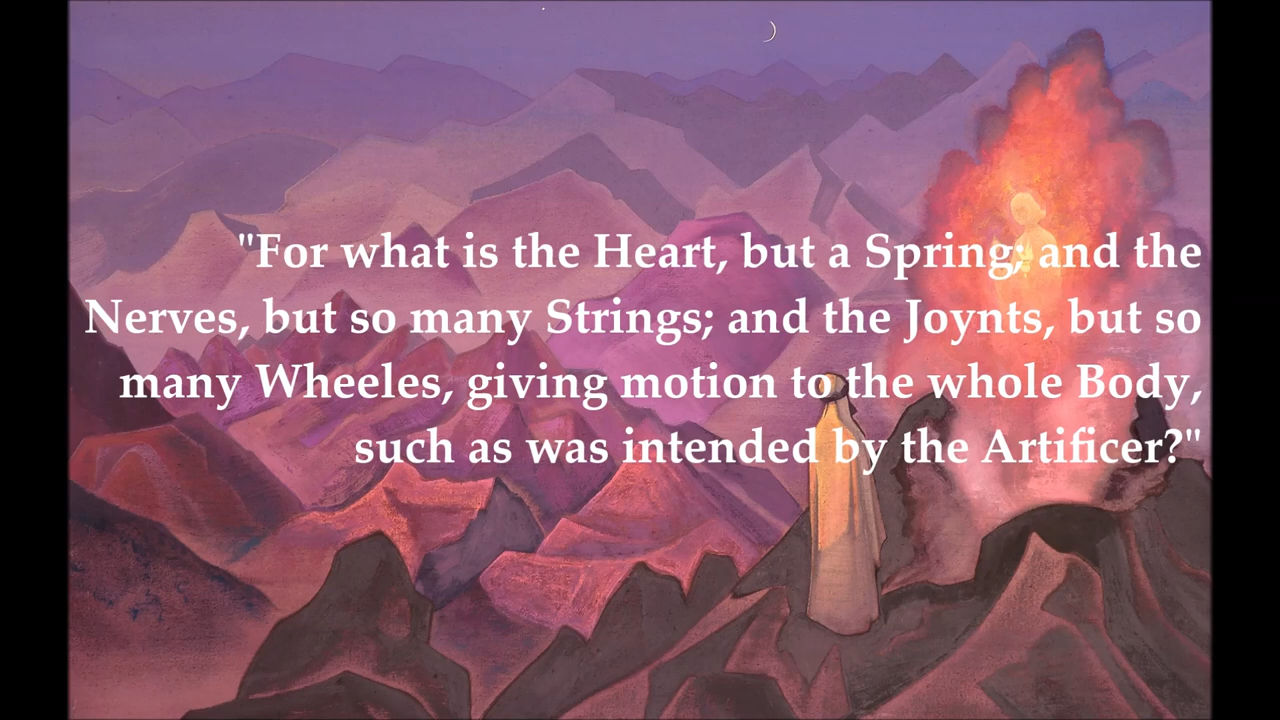 "For what is the Heart, but a Spring; and the
Nerves, but so many Strings; and the Joynts, but so
many Wheeles, giving motion to the whole Body,
such as was intended by the Artificer?"